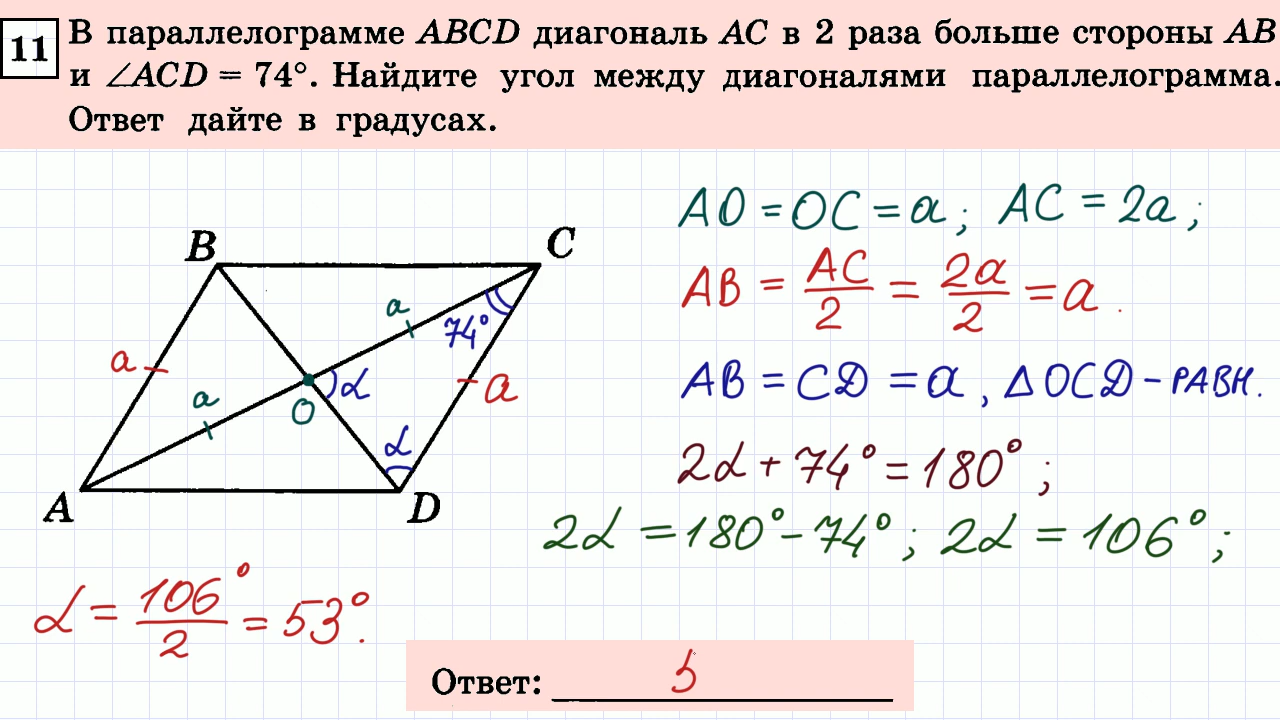 11
В параллелограмме ABCD диагональ AC в 2 раза больше стороны AB
и ∠ACD = 74°. Найдите угол между диагоналями параллелограмма.
Ответ дайте в градусах.
AO = OC = a; AC = 2a;
B
C
AB = AC/2 = 2a/2 = a.
a
74°
a
AB = CD = a, △OCD – РАВН.
α
a
a
O
α
2α + 74° = 180°;
A
D
2α = 180° – 74°; 2α = 106°;
α = 106°/2 = 53°.
Ответ: 5